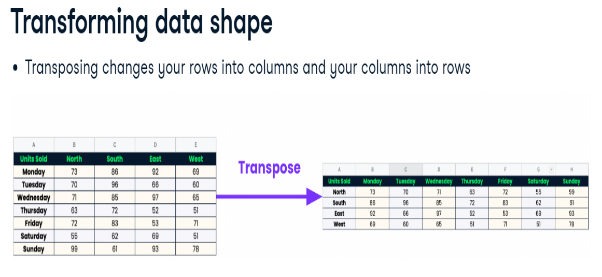 Transforming data shape
• Transposing changes your rows into columns and your columns into rows
A B C D E
Units Sold North South East West
Monday 73 86 92 69
Tuesday 70 96 66 60
Wednesday 71 85 97 65
Thursday 63 72 52 51
Friday 72 83 53 71
Saturday 55 62 69 51
Sunday 99 61 93 78
Transpose
A B C D E F G H
Units Sold Monday Tuesday Wednesday Thursday Friday Saturday Sunday
North 73 70 71 63 72 55 99
South 86 96 85 72 83 62 61
East 92 66 97 52 53 69 93
West 69 60 65 51 71 51 78